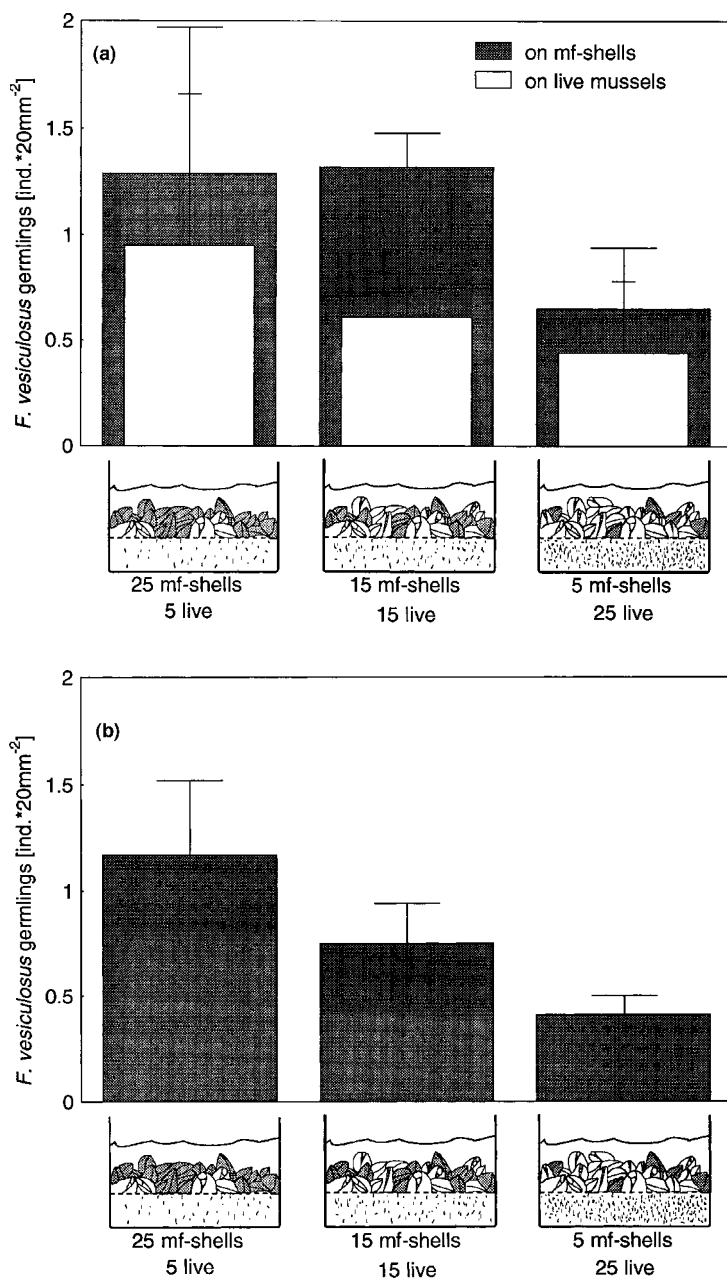 (a)
on mf-shells
on live mussels
F. vesiculosus germlings [ind.*20mm-2]
2
1.5
1
0.5
0
25 mf-shells
5 live
15 mf-shells
15 live
5 mf-shells
25 live
(b)
F. vesiculosus germlings [ind.*20mm-2]
2
1.5
1
0.5
0
25 mf-shells
5 live
15 mf-shells
15 live
5 mf-shells
25 live